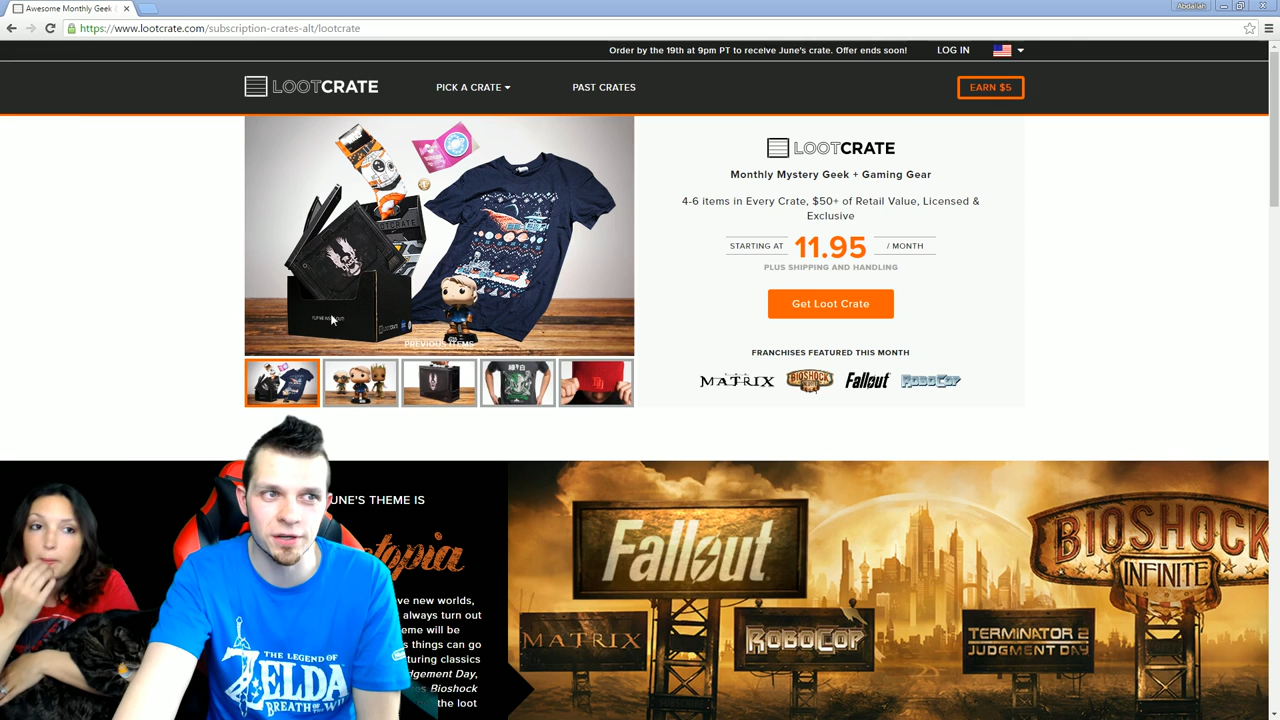 Awesome Monthly Geek
Abdallah
https://www.lootcrate.com/subscription-crates-alt/lootcrate
Order by the 19th at 9pm PT to receive June's crate. Offer ends soon!
LOG IN
LOOTCRATE
PICK A CRATE
PAST CRATES
EARN $5
LOOTCRATE
Monthly Mystery Geek + Gaming Gear
4-6 items in Every Crate, $50+ of Retail Value, Licensed &
Exclusive
STARTING AT
11.95
/ MONTH
PLUS SHIPPING AND HANDLING
Get Loot Crate
PREVIOUS ITEMS
FRANCHISES FEATURED THIS MONTH
MATRIX
BIOSHOCK
Fallout
ROBOCOP
UNE'S THEME IS
topia
ve new worlds,
always turn out
eme will be
s things can go
turing classics
dgement Day,
es Bioshock
the loot
Fallout
BIOSHOCK
INFINITE
MATRIX
ROBOCOP
TERMINATOR 2
JUDGMENT DAY
THE LEGEND OF
ZELDA
BREATH OF THE WIL